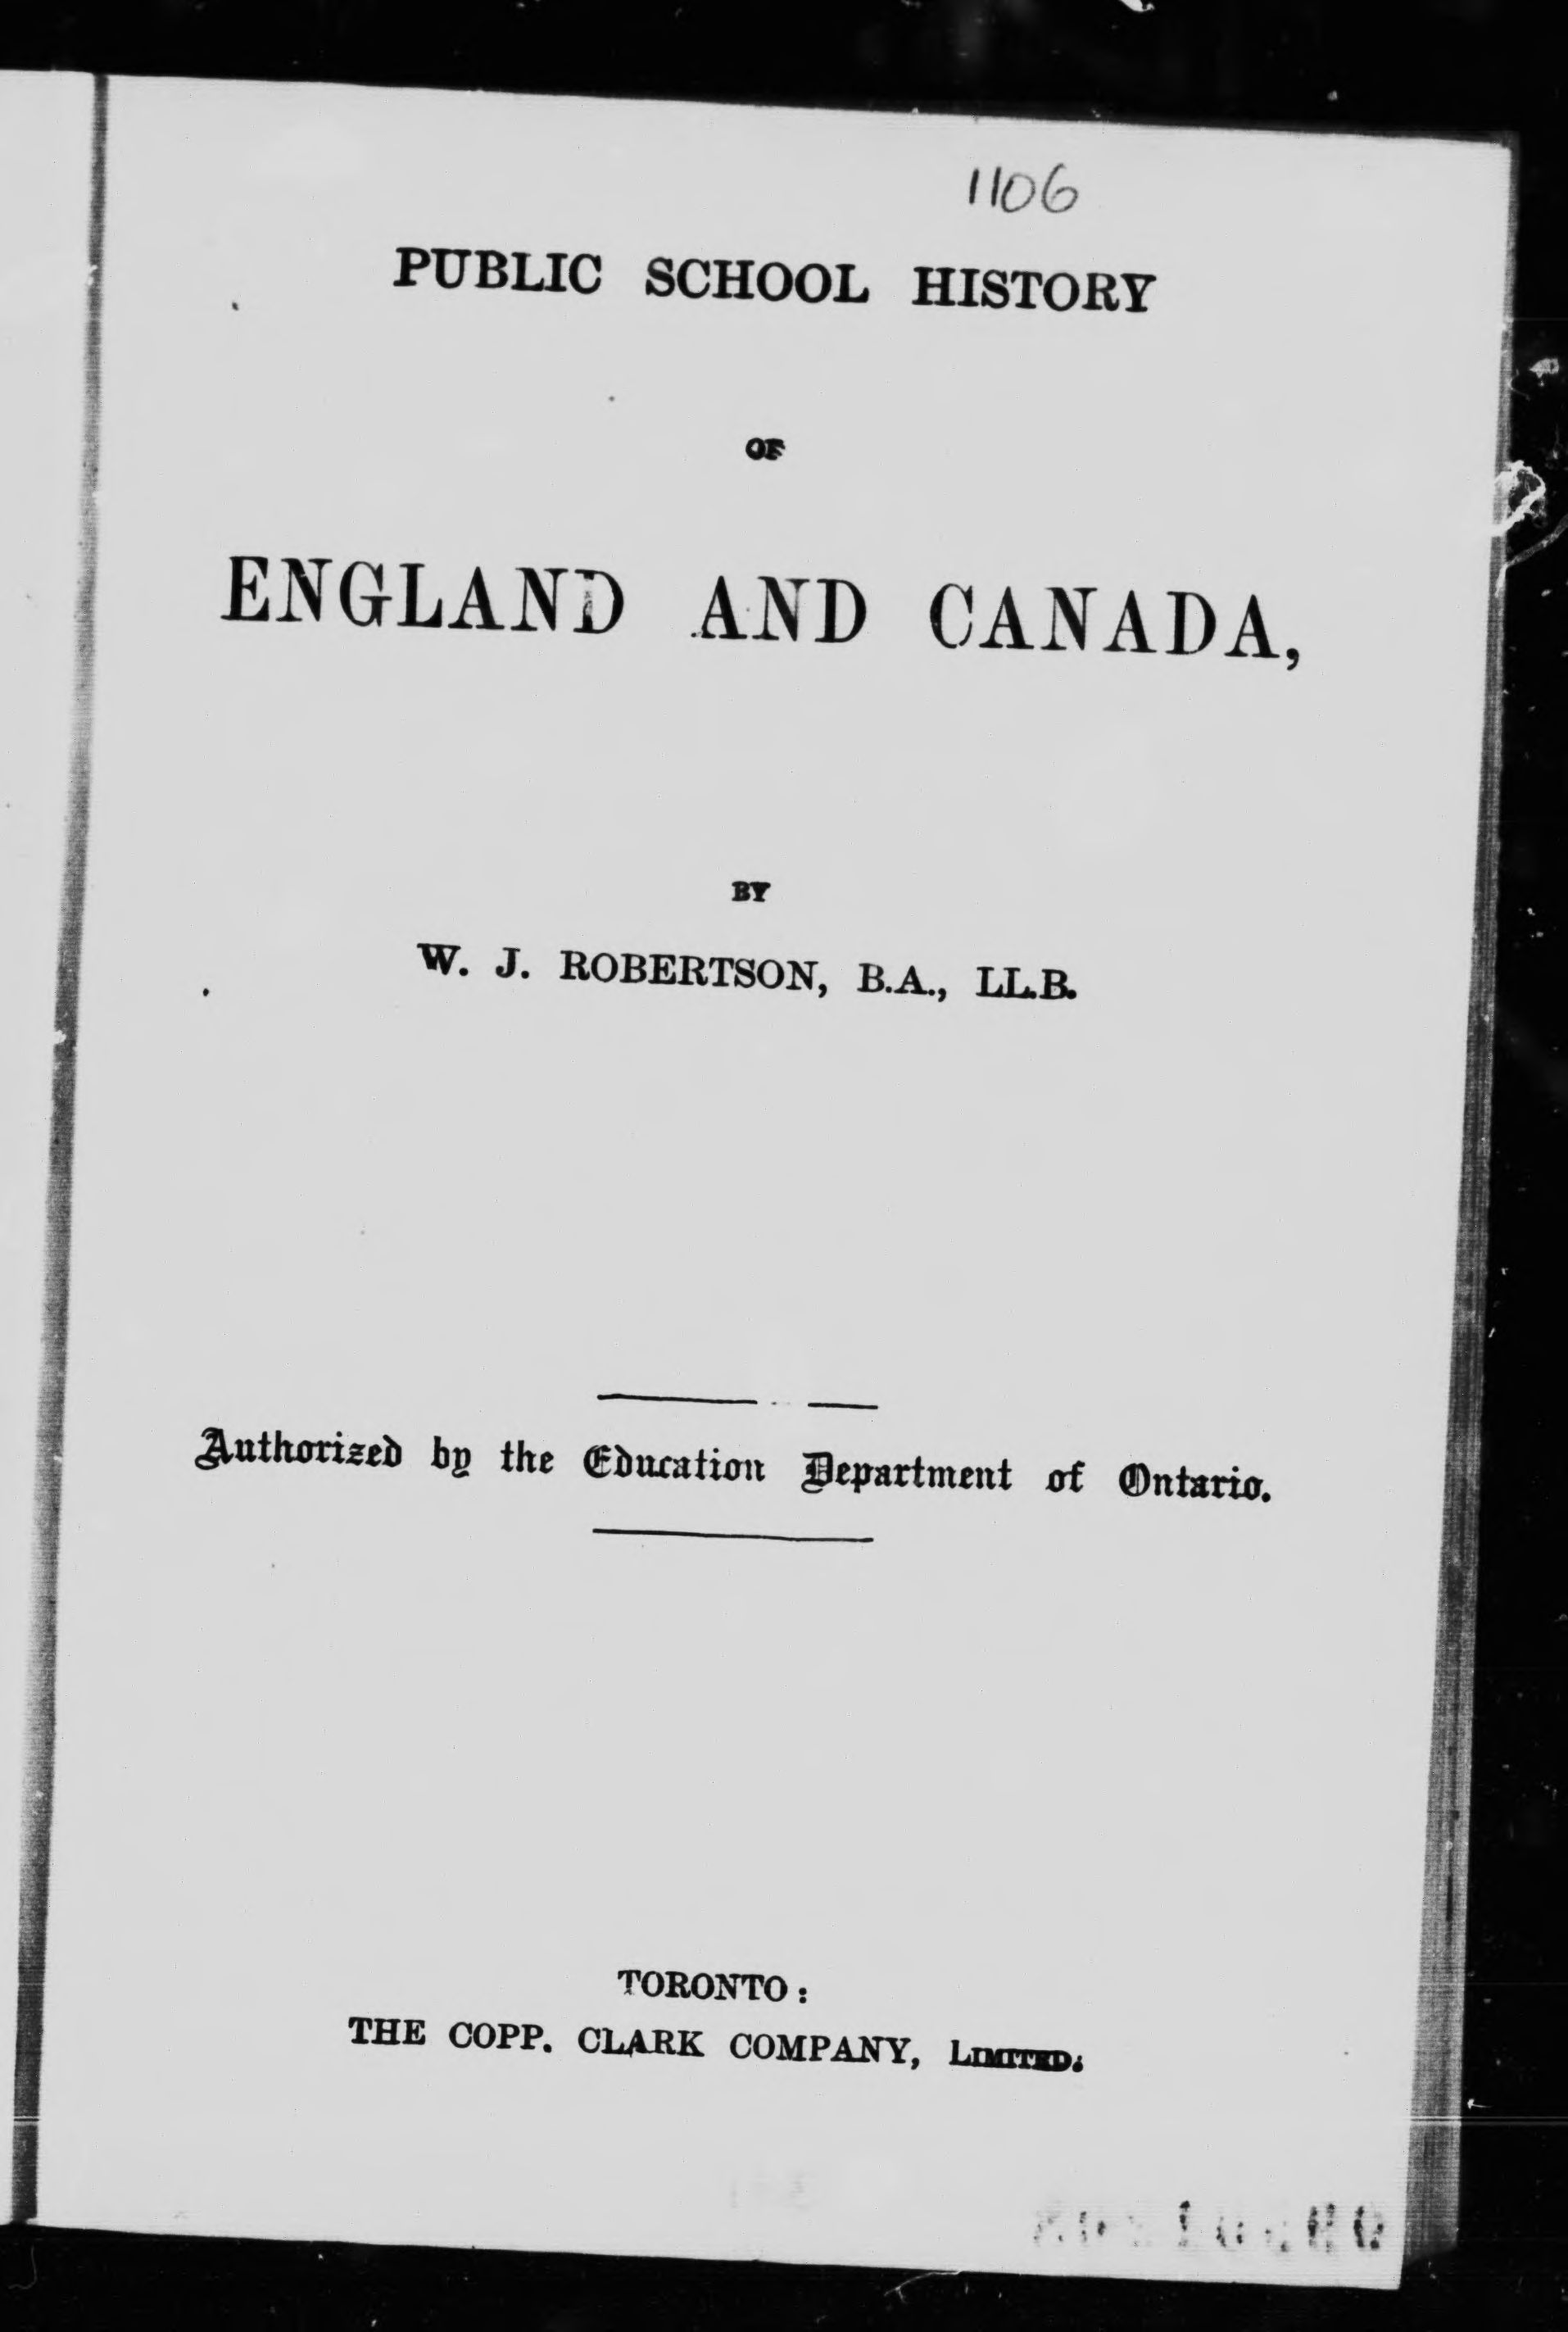 1106
PUBLIC SCHOOL HISTORY
OF
ENGLAND AND CANADA,
BY
W. J. ROBERTSON, B.A., LL.B.
Authorized by the Education Department of Ontario.
TORONTO:
THE COPP. CLARK COMPANY, LIMITED.